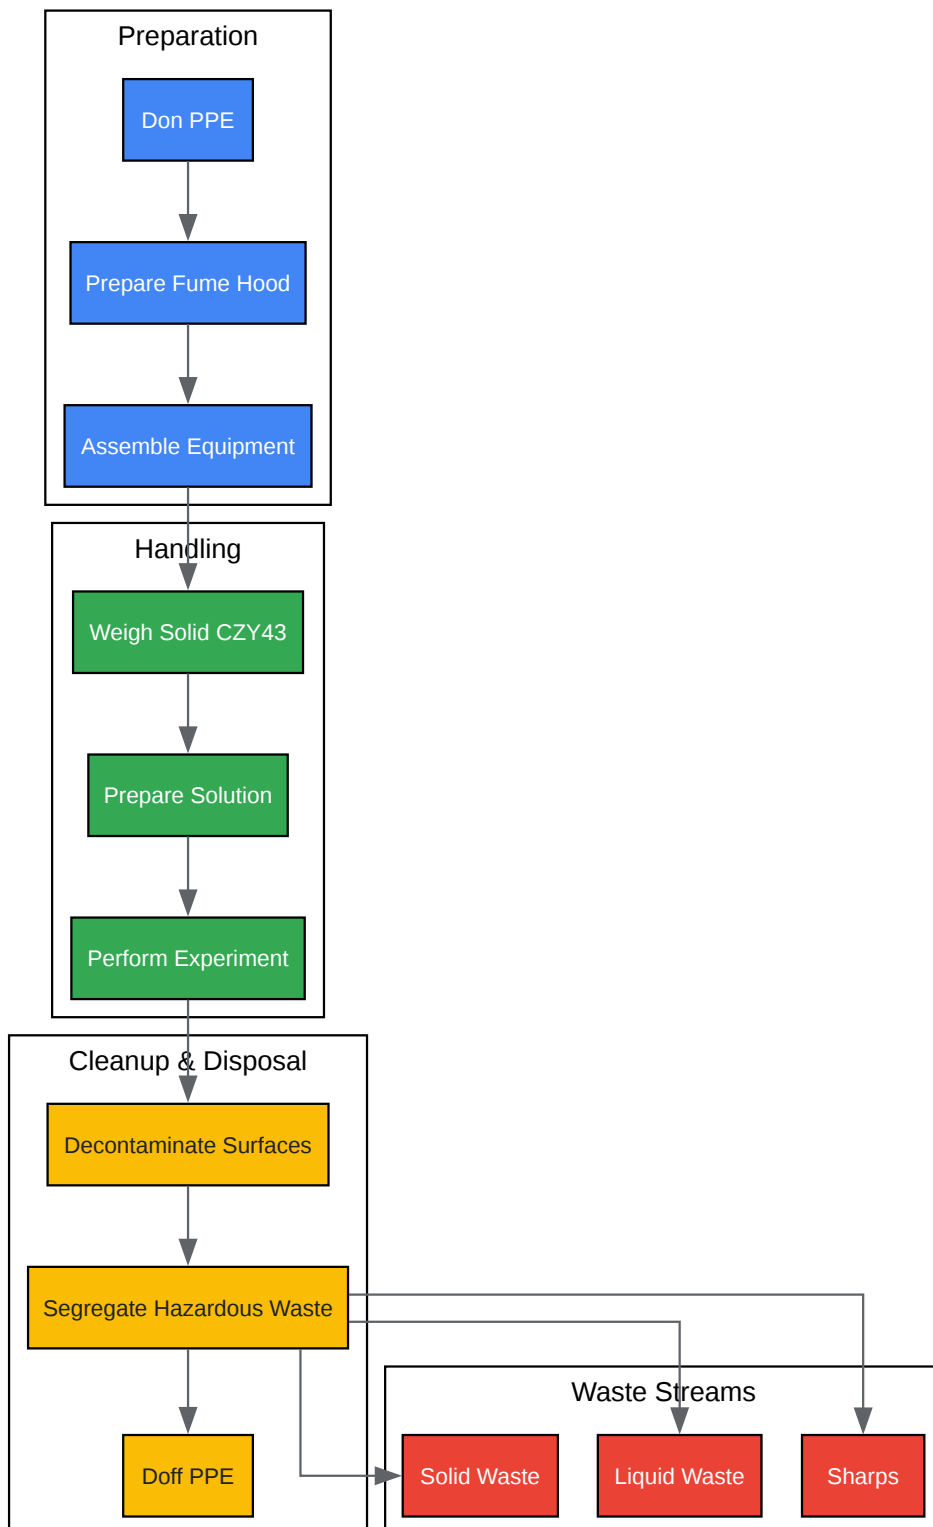 Preparation
Don PPE
Prepare Fume Hood
Assemble Equipment
Handling
Weigh Solid CZY43
Prepare Solution
Perform Experiment
Cleanup & Disposal
Decontaminate Surfaces
Segregate Hazardous Waste
Doff PPE
Waste Streams
Solid Waste
Liquid Waste
Sharps